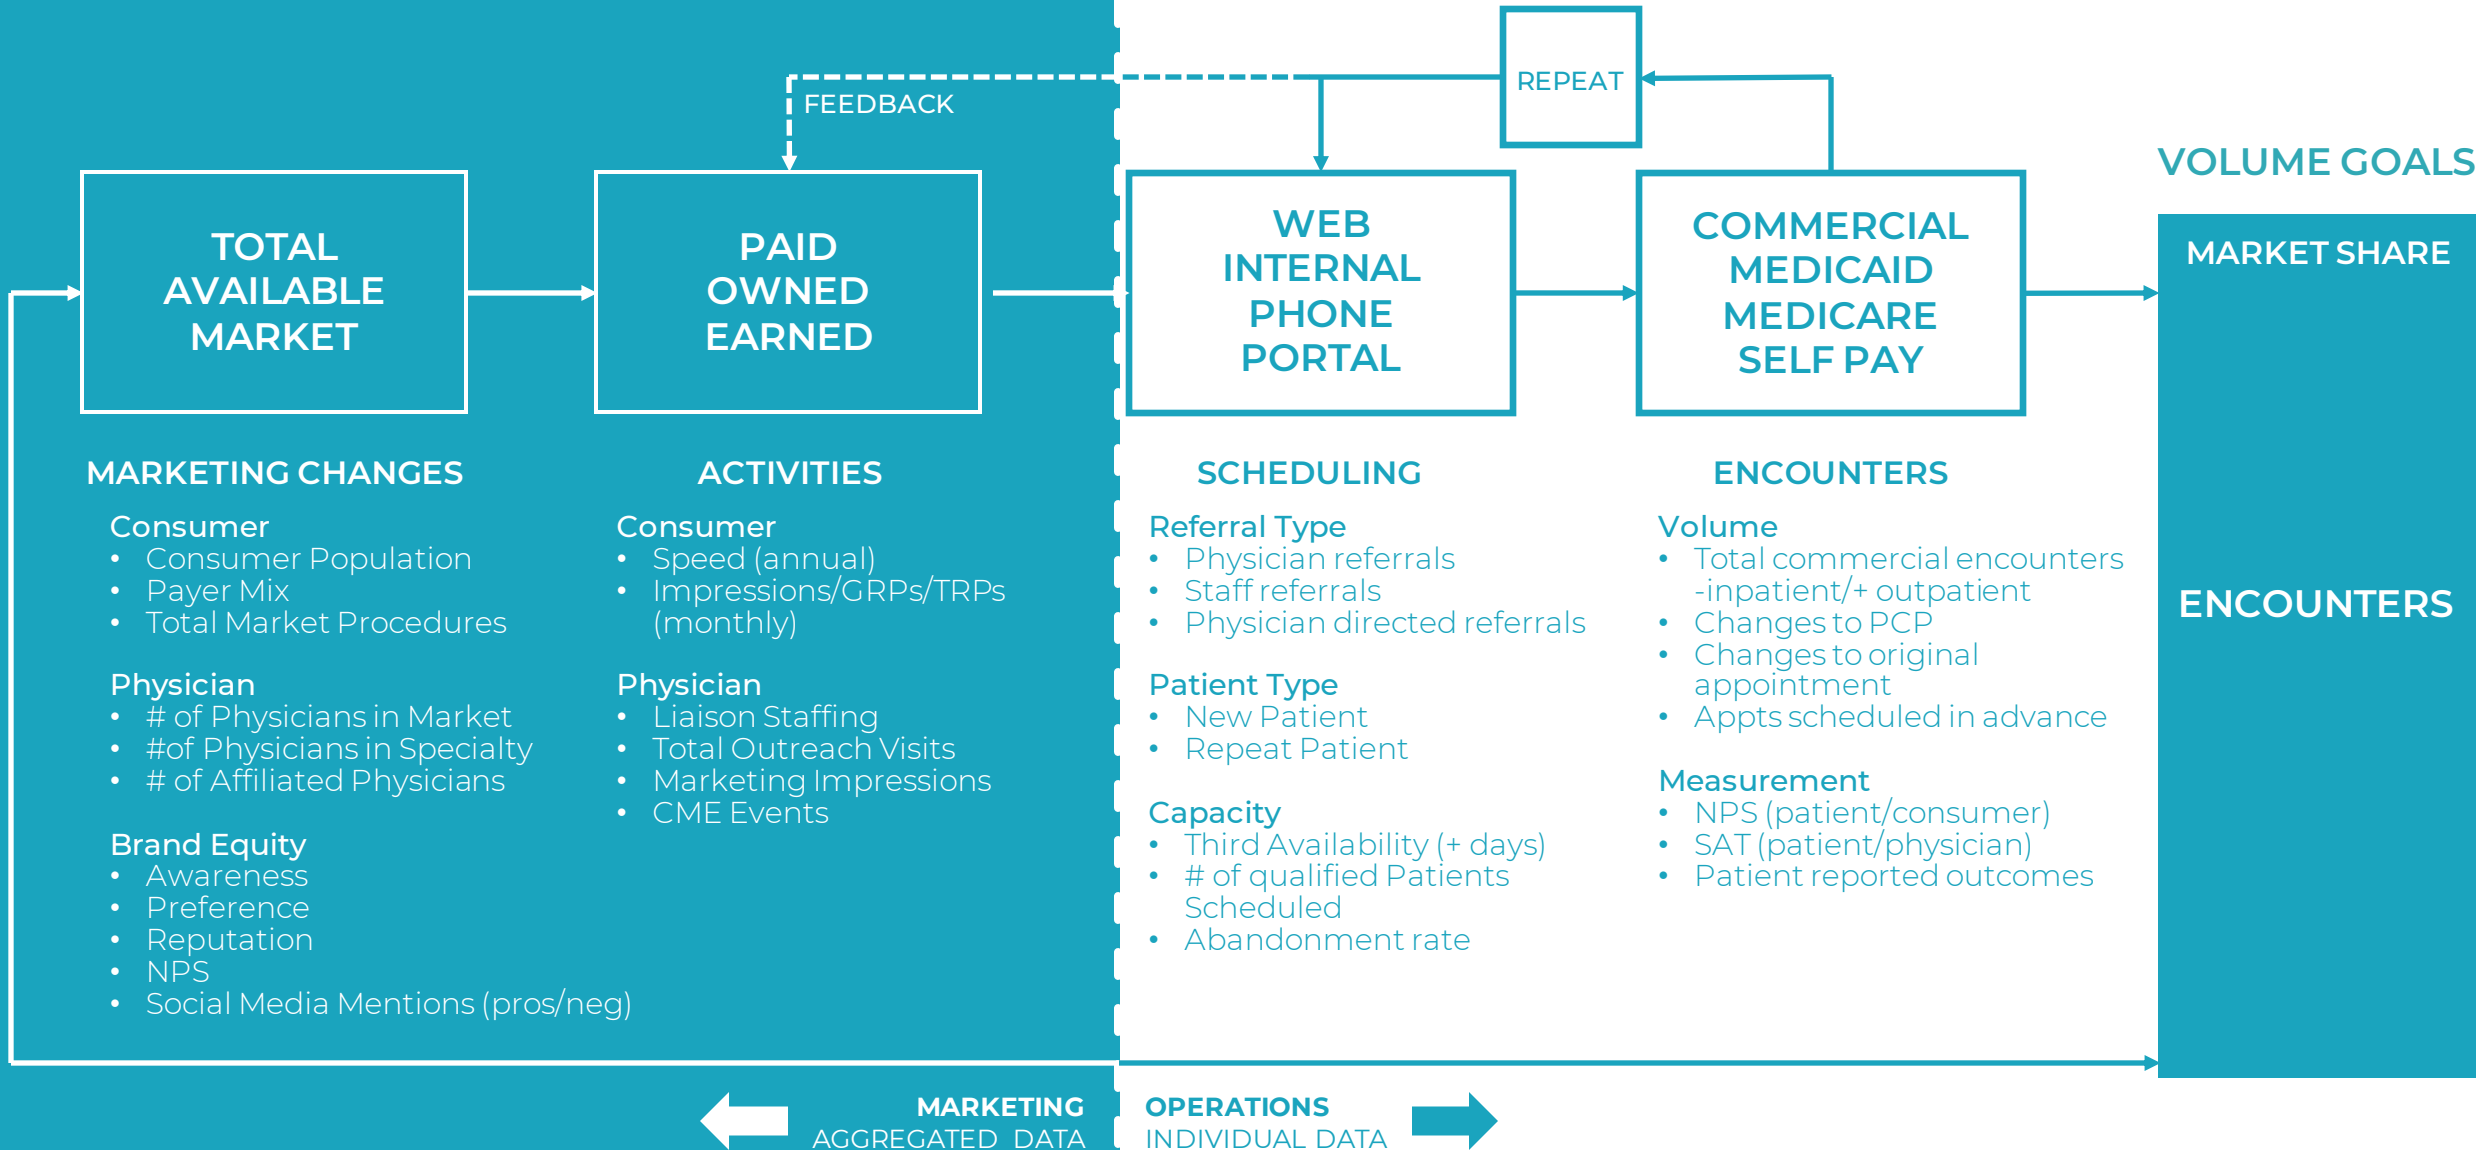 REPEAT
FEEDBACK
VOLUME GOALS
TOTAL
AVAILABLE
MARKET
PAID
OWNED
EARNED
WEB
INTERNAL
PHONE
PORTAL
COMMERCIAL
MEDICAID
MEDICARE
SELF PAY
MARKET SHARE
ENCOUNTERS
MARKETING CHANGES
Consumer
• Consumer Population
• Payer Mix
• Total Market Procedures
Physician
• # of Physicians in Market
• #of Physicians in Specialty
• # of Affiliated Physicians
Brand Equity
• Awareness
• Preference
• Reputation
• NPS
• Social Media Mentions (pros/neg)
ACTIVITIES
Consumer
• Speed (annual)
• Impressions/GRPs/TRPs
(monthly)
Physician
• Liaison Staffing
• Total Outreach Visits
• Marketing Impressions
• CME Events
SCHEDULING
Referral Type
• Physician referrals
• Staff referrals
• Physician directed referrals
Patient Type
• New Patient
• Repeat Patient
Capacity
• Third Availability (+ days)
• # of qualified Patients
Scheduled
• Abandonment rate
ENCOUNTERS
Volume
• Total commercial encounters
-inpatient/+ outpatient
• Changes to PCP
• Changes to original
appointment
• Appts scheduled in advance
Measurement
• NPS (patient/consumer)
• SAT (patient/physician)
• Patient reported outcomes
MARKETING
AGGREGATED DATA
OPERATIONS
INDIVIDUAL DATA